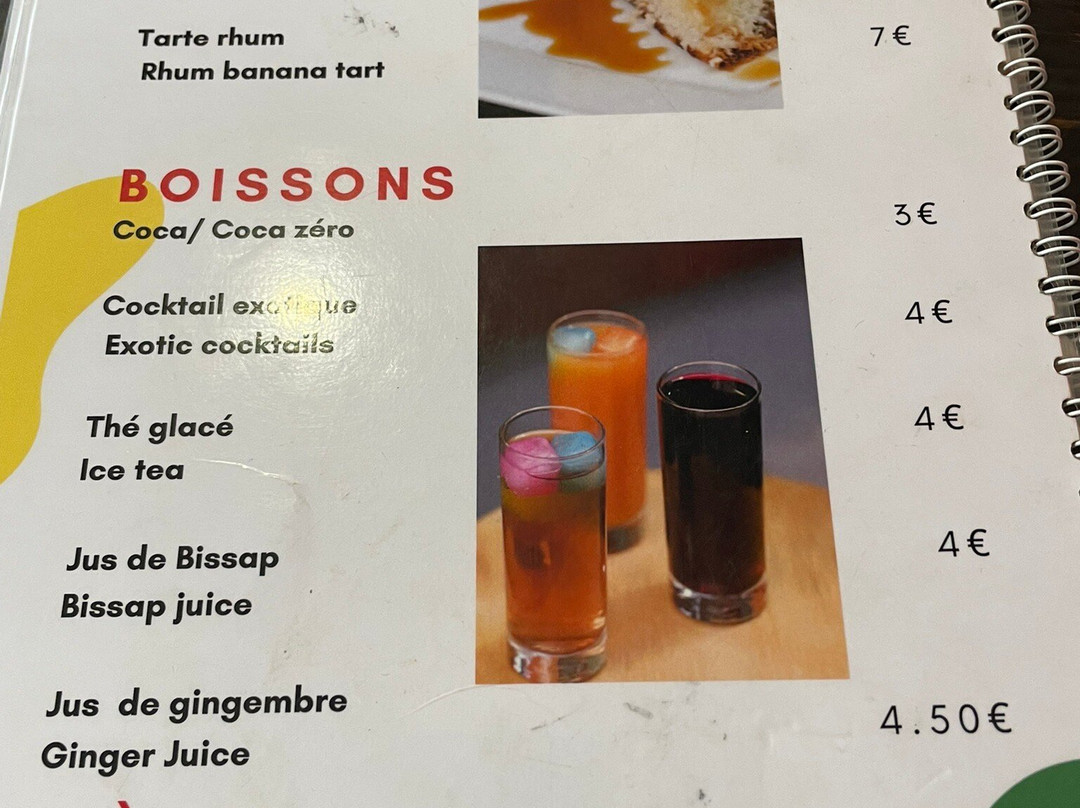 Tarte rhum
Rhum banana tart
7€
BOISSONS
Coca/ Coca zéro
3€
Cocktail exotique
4€
Exotic cocktails
Thé glacé
4€
Ice tea
Jus de Bissap
4€
Bissap juice
Jus de gingembre
4.50€
Ginger Juice